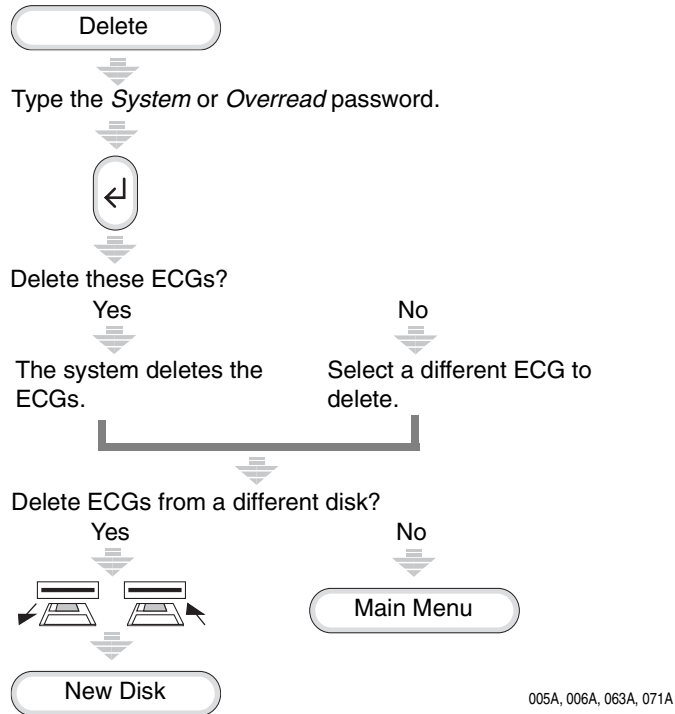 Delete
Type the System or Overread password.
Delete these ECGs?
Yes
No
The system deletes the
ECGs.
Select a different ECG to
delete.
Delete ECGs from a different disk?
Yes
No
Main Menu
New Disk
005A, 006A, 063A, 071A